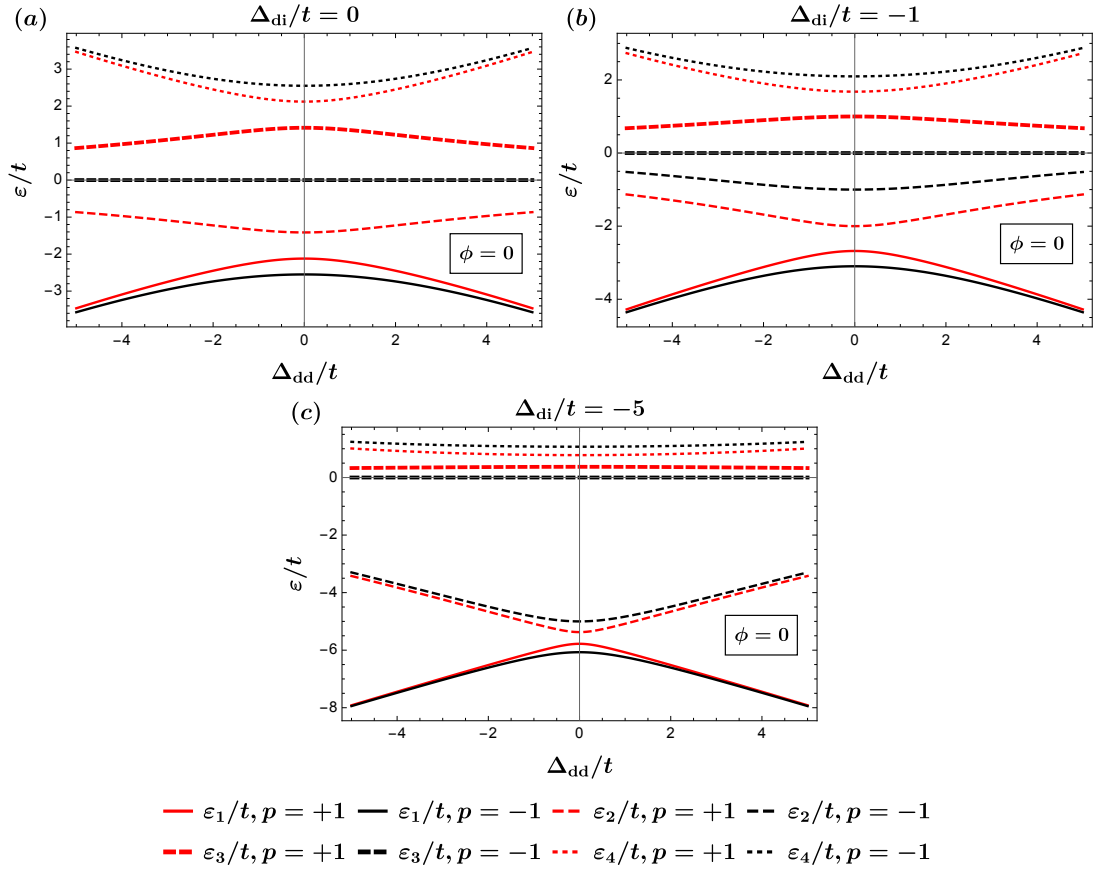 (a) Δdi/t = 0
3
2
1
0
−1
−2
−3
ε/t
ϕ = 0
−4 −2 0 2 4
Δdd/t
(b) Δdi/t = −1
2
0
−2
−4
ε/t
ϕ = 0
−4 −2 0 2 4
Δdd/t
(c) Δdi/t = −5
0
−2
−4
−6
−8
ε/t
ϕ = 0
−4 −2 0 2 4
Δdd/t
ε1/t, p = +1 ε1/t, p = −1 ε2/t, p = +1 ε2/t, p = −1
ε3/t, p = +1 ε3/t, p = −1 ε4/t, p = +1 ε4/t, p = −1